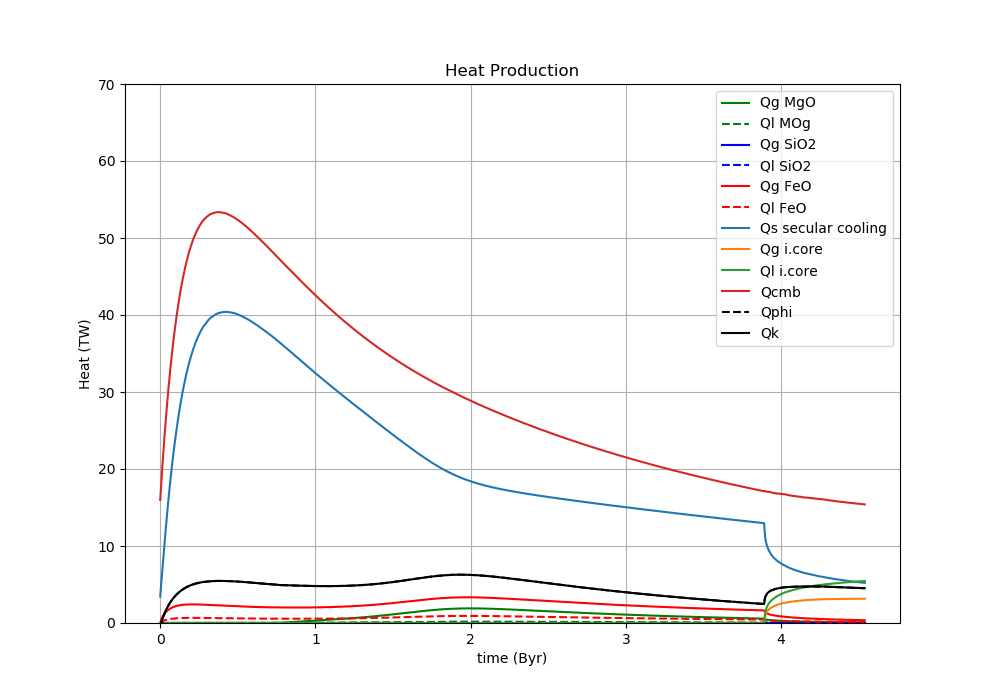 Heat Production
70
60
50
40
30
20
10
0
Heat (TW)
0 1 2 3 4
time (Byr)
Qg MgO
Ql MOg
Qg SiO2
Ql SiO2
Qg FeO
Ql FeO
Qs secular cooling
Qg i.core
Ql i.core
Qcmb
Qphi
Qk